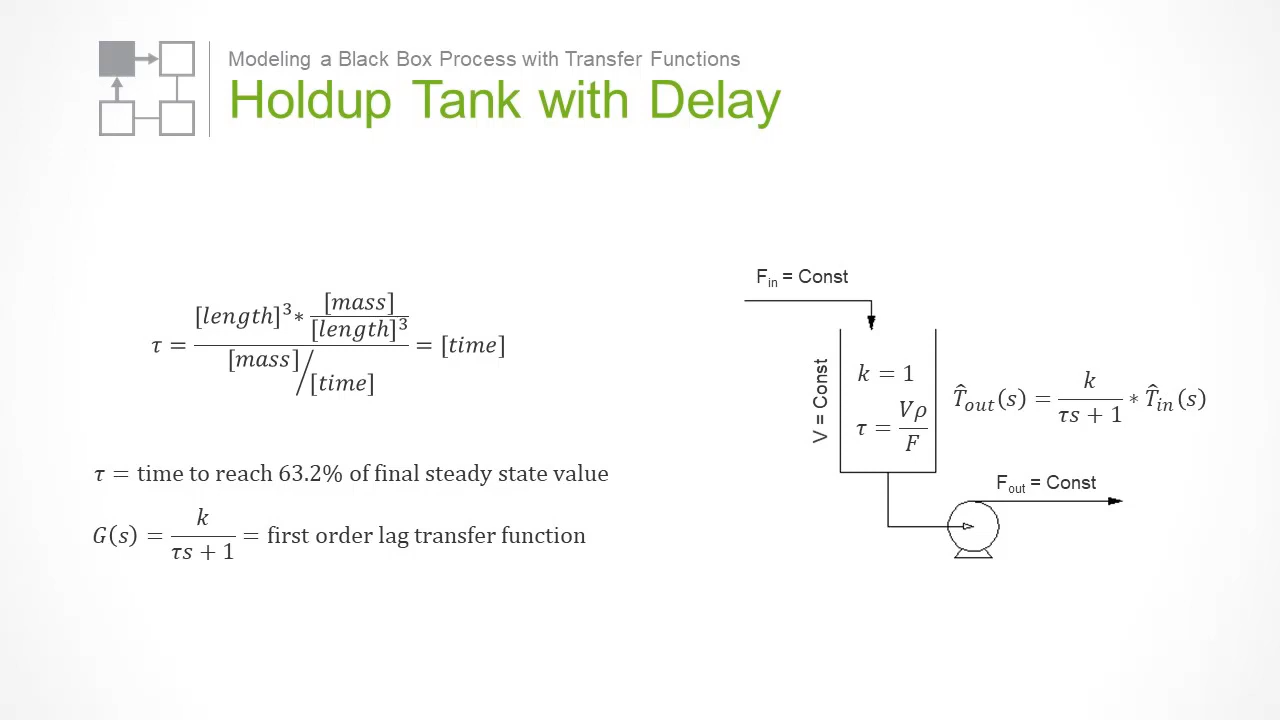 Modeling a Black Box Process with Transfer Functions
Holdup Tank with Delay
τ = [length]³ * [mass]/[length]³ / [mass]/[time] = [time]
τ = time to reach 63.2% of final steady state value
G(s) = k / τs + 1 = first order lag transfer function
F_in = Const
V = Const
k = 1
τ = Vρ / F
T̂_out(s) = k / τs + 1 * T̂_in(s)
F_out = Const